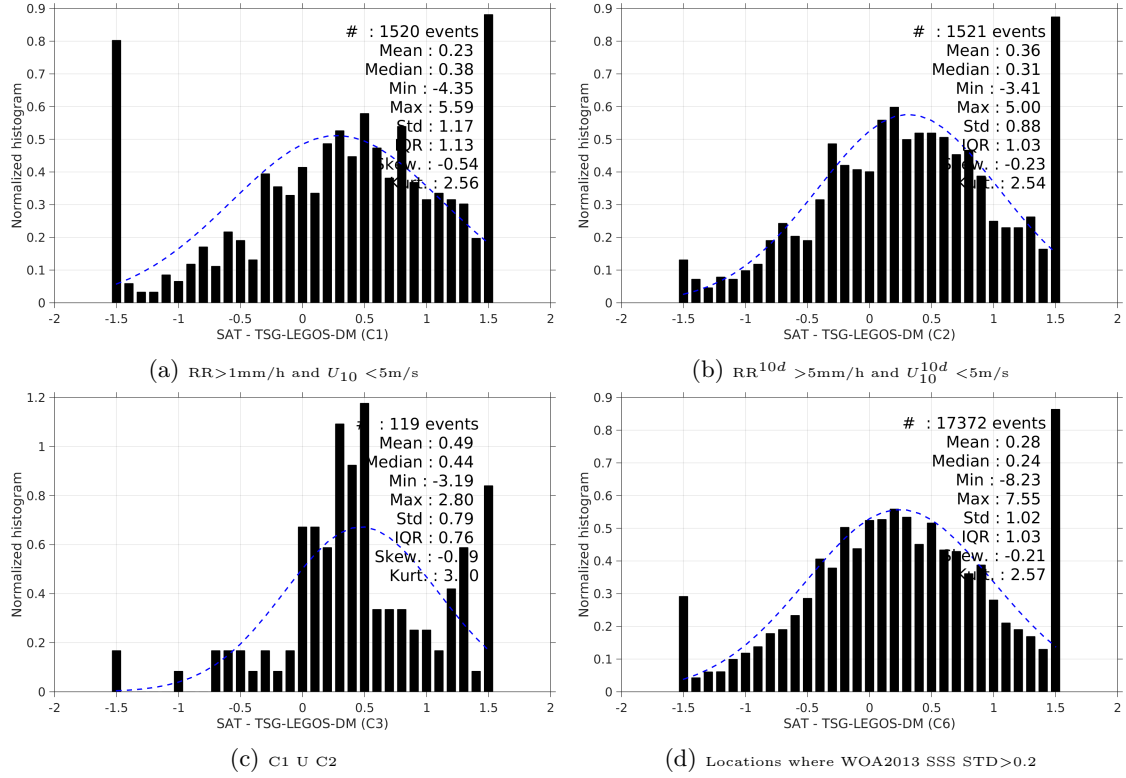 0.9
0.8
0.7
0.6
0.5
0.4
0.3
0.2
0.1
0
Normalized histogram
# : 1520 events
Mean : 0.23
Median : 0.38
Min : -4.35
Max : 5.59
Std : 1.17
IQR : 1.13
Skew. : -0.54
Kurt. : 2.56
-2 -1.5 -1 -0.5 0 0.5 1 1.5 2
SAT - TSG-LEGOS-DM (C1)
(a) RR>1mm/h and U10 <5m/s
0.9
0.8
0.7
0.6
0.5
0.4
0.3
0.2
0.1
0
Normalized histogram
# : 1521 events
Mean : 0.36
Median : 0.31
Min : -3.41
Max : 5.00
Std : 0.88
IQR : 1.03
Skew. : -0.23
Kurt. : 2.54
-2 -1.5 -1 -0.5 0 0.5 1 1.5 2
SAT - TSG-LEGOS-DM (C2)
(b) RR^10d >5mm/h and U10^10d <5m/s
1.2
1
0.8
0.6
0.4
0.2
0
Normalized histogram
# : 119 events
Mean : 0.49
Median : 0.44
Min : -3.19
Max : 2.80
Std : 0.79
IQR : 0.76
Skew. :
Kurt. :
-2 -1.5 -1 -0.5 0 0.5 1 1.5 2
SAT - TSG-LEGOS-DM (C3)
(c) C1 U C2
0.9
0.8
0.7
0.6
0.5
0.4
0.3
0.2
0.1
0
Normalized histogram
# : 17372 events
Mean : 0.28
Median : 0.24
Min : -8.23
Max : 7.55
Std : 1.02
IQR : 1.03
Skew. : -0.21
Kurt. : 2.57
-2 -1.5 -1 -0.5 0 0.5 1 1.5 2
SAT - TSG-LEGOS-DM (C6)
(d) Locations where WOA2013 SSS STD>0.2